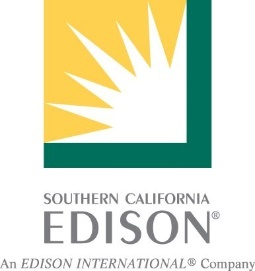 SOUTHERN CALIFORNIA
EDISON®
An EDISON INTERNATIONAL® Company